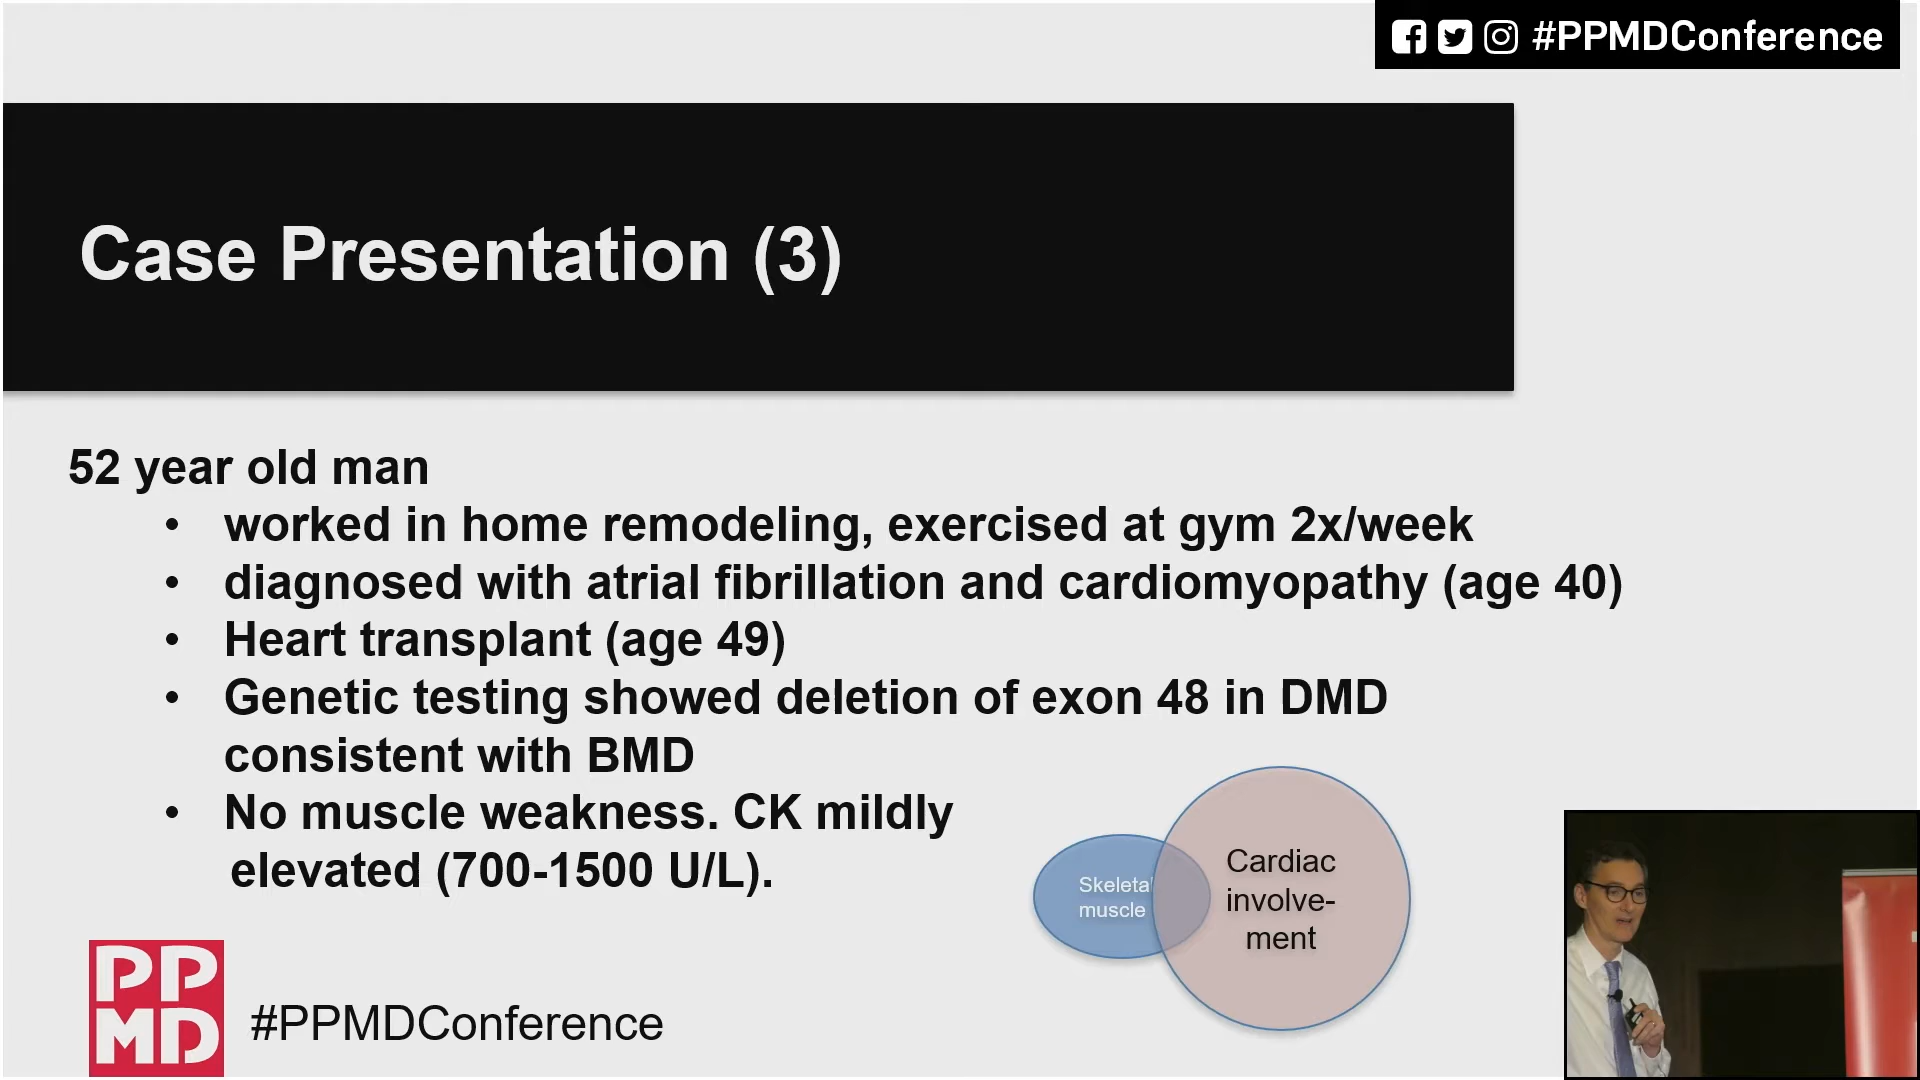 #PPMDConference
Case Presentation (3)
52 year old man
• worked in home remodeling, exercised at gym 2x/week
• diagnosed with atrial fibrillation and cardiomyopathy (age 40)
• Heart transplant (age 49)
• Genetic testing showed deletion of exon 48 in DMD
consistent with BMD
• No muscle weakness. CK mildly
elevated (700-1500 U/L).
Skeletal
muscle
Cardiac
involve-
ment
PP
MD
#PPMDConference